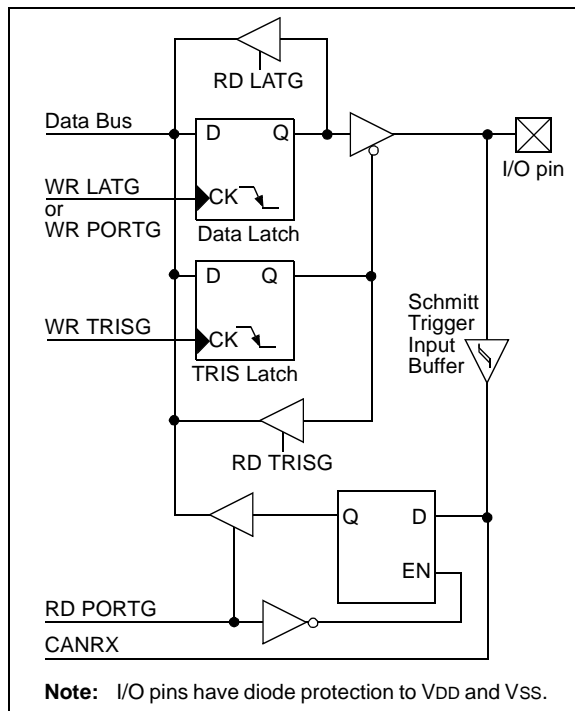 RD LATG
Data Bus
D Q
I/O pin
WR LATG
or
WR PORTG
CK
Data Latch
D Q
WR TRISG
CK
TRIS Latch
Schmitt
Trigger
Input
Buffer
RD TRISG
Q D
EN
RD PORTG
CANRX
Note: I/O pins have diode protection to VDD and VSS.